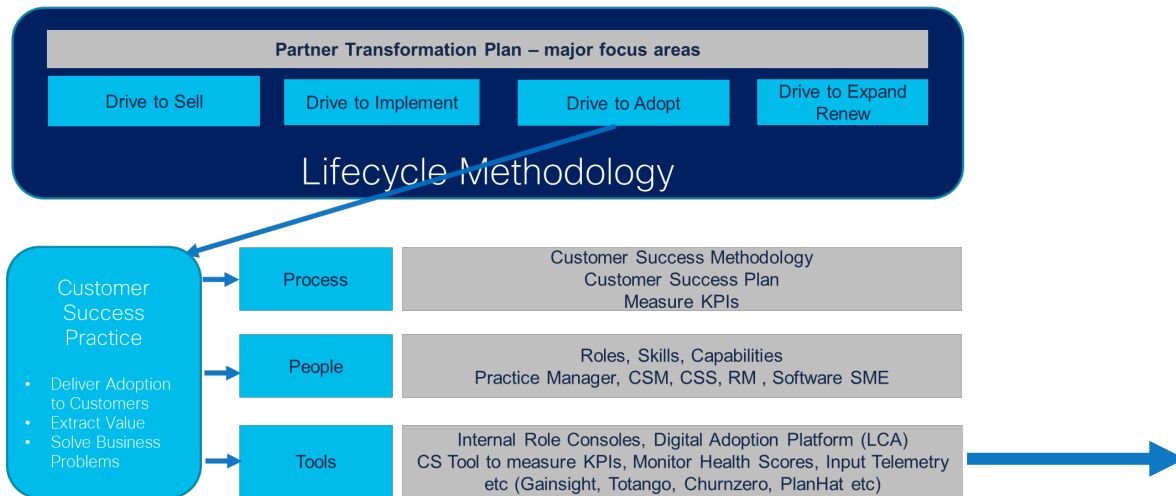 Partner Transformation Plan – major focus areas
Drive to Sell
Drive to Implement
Drive to Adopt
Drive to Expand
Renew
Lifecycle Methodology
Customer
Success
Practice
• Deliver Adoption
to Customers
• Extract Value
• Solve Business
Problems
Process
Customer Success Methodology
Customer Success Plan
Measure KPIs
People
Roles, Skills, Capabilities
Practice Manager, CSM, CSS, RM , Software SME
Tools
Internal Role Consoles, Digital Adoption Platform (LCA)
CS Tool to measure KPIs, Monitor Health Scores, Input Telemetry
etc (Gainsight, Totango, Churnzero, PlanHat etc)